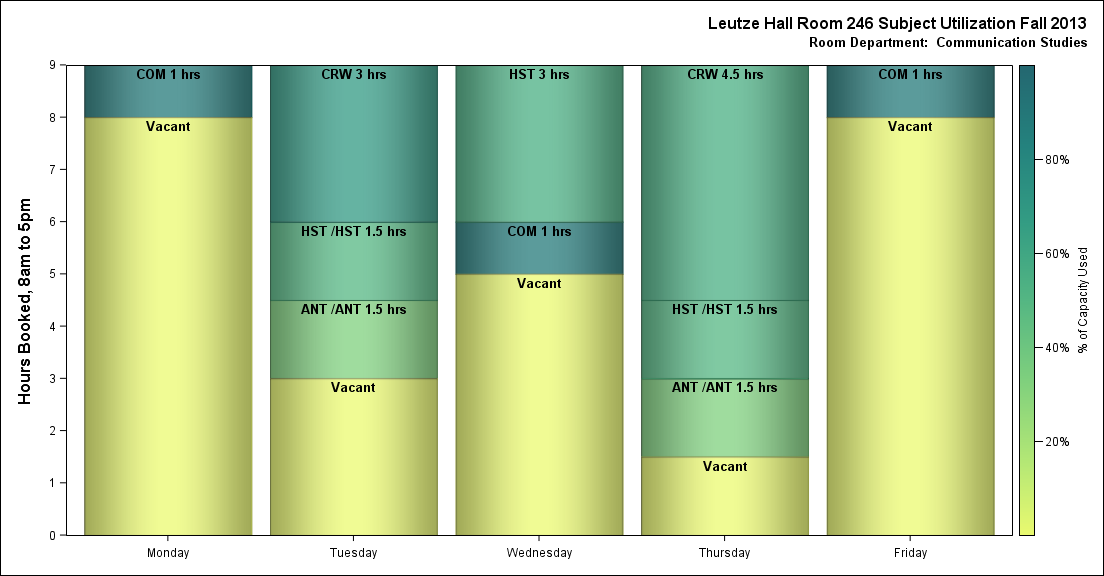 Leutze Hall Room 246 Subject Utilization Fall 2013
Room Department:  Communication Studies
Hours Booked, 8am to 5pm
9
8
7
6
5
4
3
2
1
0
COM 1 hrs
Vacant
CRW 3 hrs
HST /HST 1.5 hrs
ANT /ANT 1.5 hrs
Vacant
HST 3 hrs
COM 1 hrs
Vacant
CRW 4.5 hrs
HST /HST 1.5 hrs
ANT /ANT 1.5 hrs
Vacant
COM 1 hrs
Vacant
Monday
Tuesday
Wednesday
Thursday
Friday
80%
60%
40%
20%
% of Capacity Used